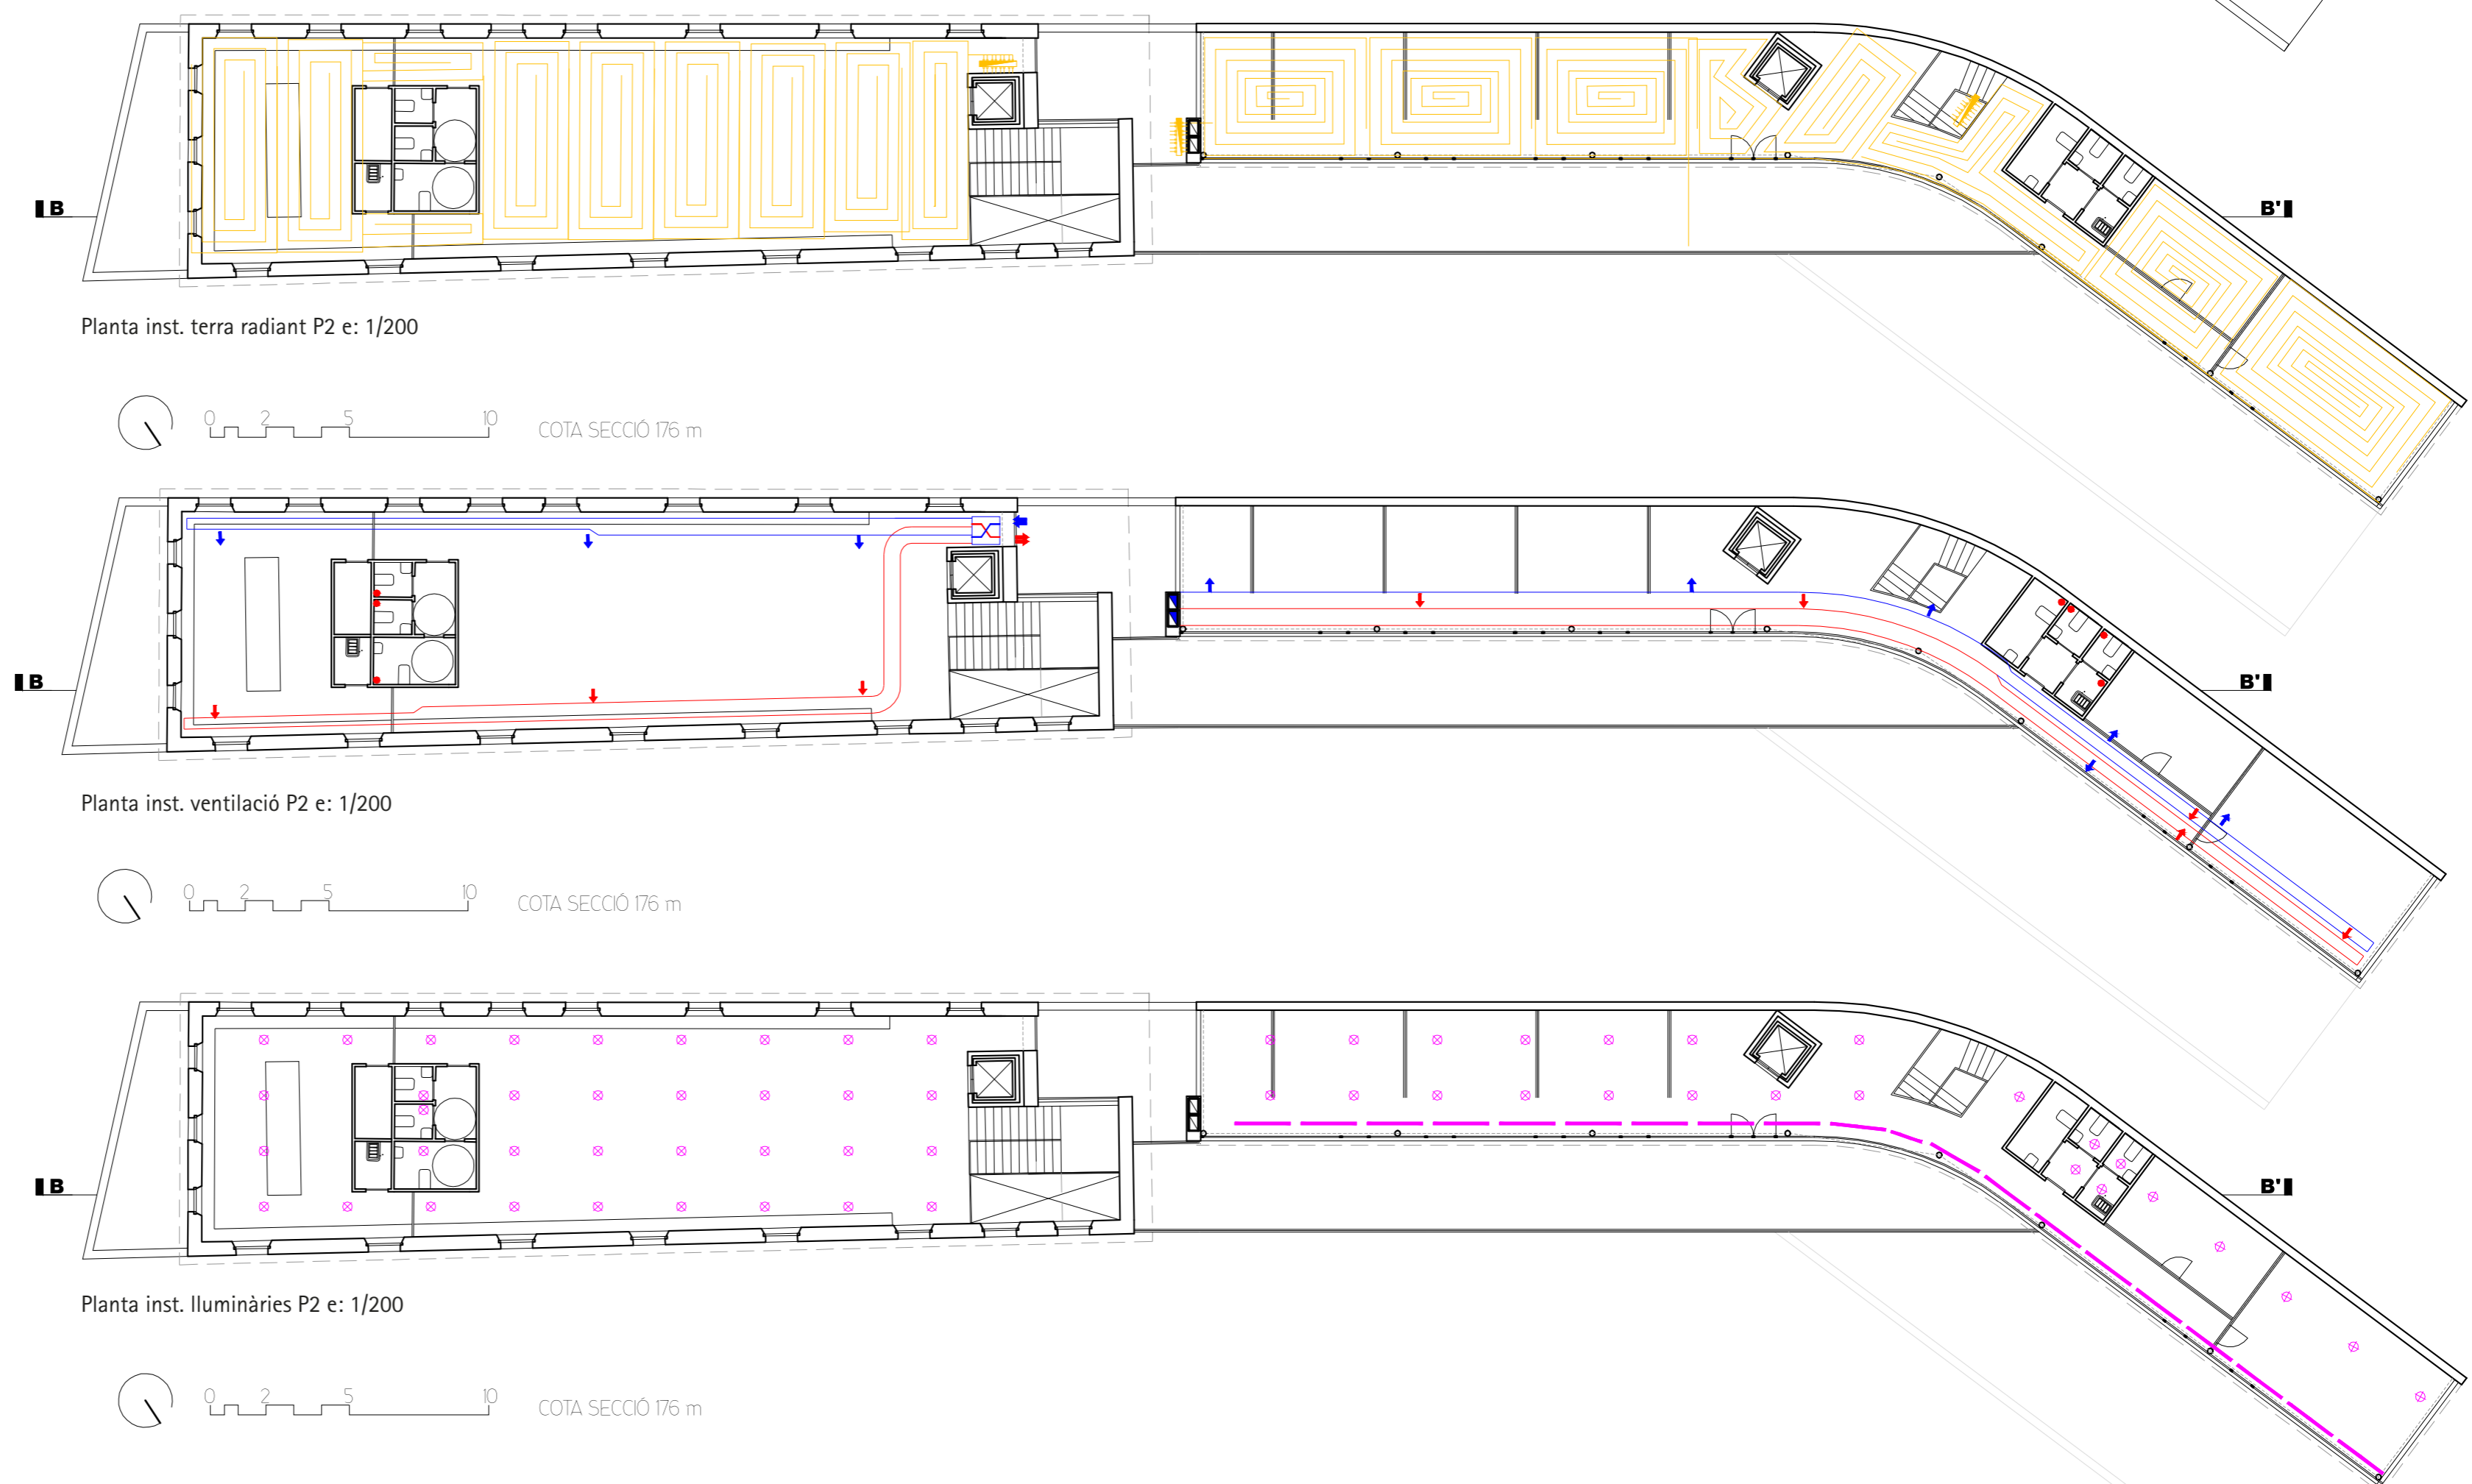 B B'
Planta inst. terra radiant P2 e: 1/200
0 2 5 10 COTA SECCIÓ 176 m
B B'
Planta inst. ventilació P2 e: 1/200
0 2 5 10 COTA SECCIÓ 176 m
B B'
Planta inst. lluminàries P2 e: 1/200
0 2 5 10 COTA SECCIÓ 176 m